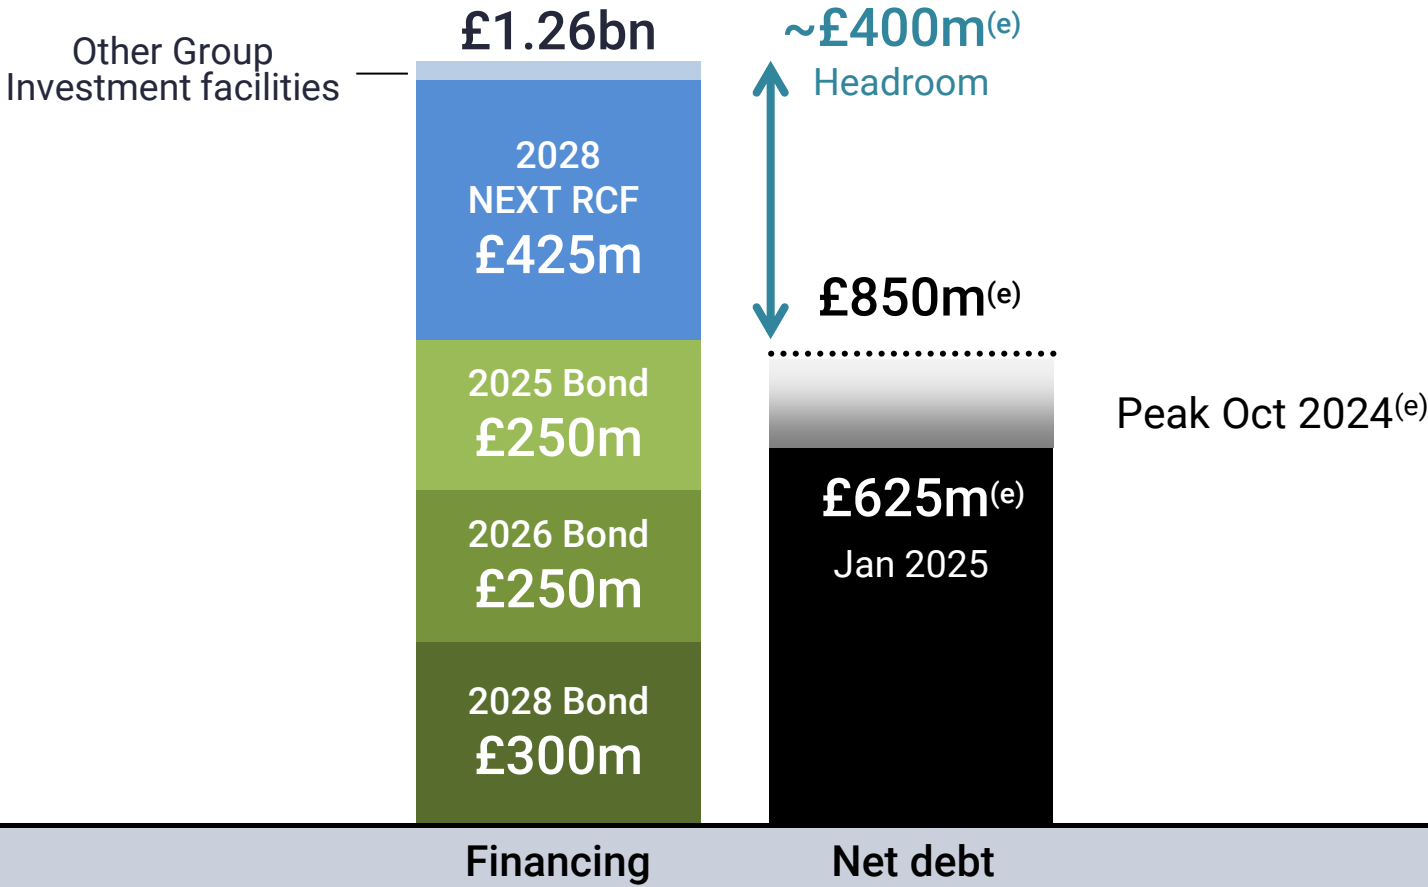 £1.26bn
Other Group
Investment facilities
2028
NEXT RCF
£425m
2025 Bond
£250m
2026 Bond
£250m
2028 Bond
£300m
~£400m(e)
Headroom
£850m(e)
Peak Oct 2024(e)
£625m(e)
Jan 2025
Financing
Net debt